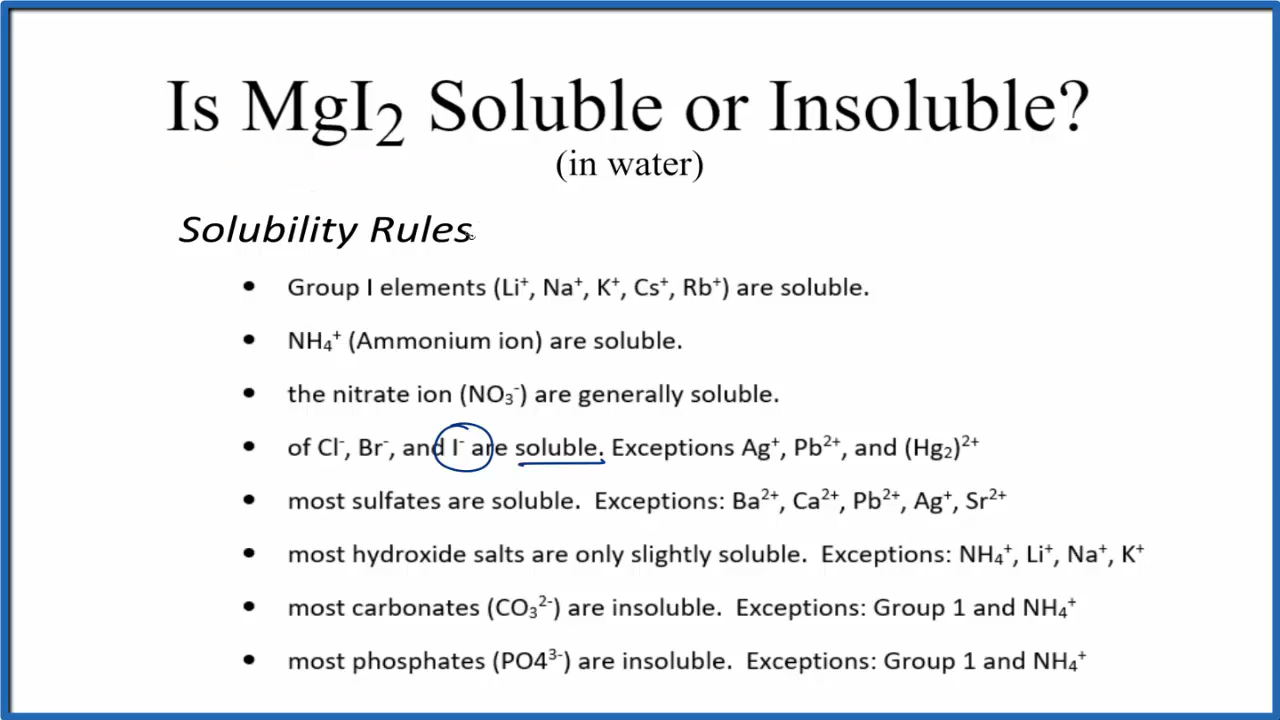 Is MgI₂ Soluble or Insoluble?
(in water)
Solubility Rules
• Group I elements (Li⁺, Na⁺, K⁺, Cs⁺, Rb⁺) are soluble.
• NH₄⁺ (Ammonium ion) are soluble.
• the nitrate ion (NO₃⁻) are generally soluble.
• of Cl⁻, Br⁻, and I⁻ are soluble. Exceptions Ag⁺, Pb²⁺, and (Hg₂)²⁺
• most sulfates are soluble. Exceptions: Ba²⁺, Ca²⁺, Pb²⁺, Ag⁺, Sr²⁺
• most hydroxide salts are only slightly soluble. Exceptions: NH₄⁺, Li⁺, Na⁺, K⁺
• most carbonates (CO₃²⁻) are insoluble. Exceptions: Group 1 and NH₄⁺
• most phosphates (PO4³⁻) are insoluble. Exceptions: Group 1 and NH₄⁺